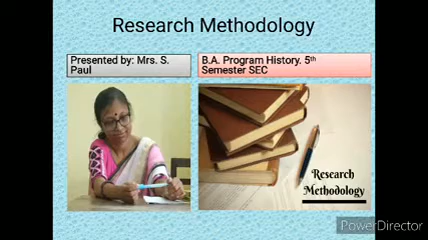 Research Methodology
Presented by: Mrs. S.
Paul
B.A. Program History. 5th
Semester SEC
Research
Methodology
PowerDirector